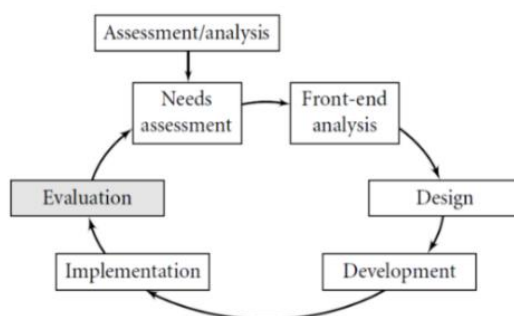 Assessment/analysis
Needs
assessment
Front-end
analysis
Evaluation
Design
Implementation
Development